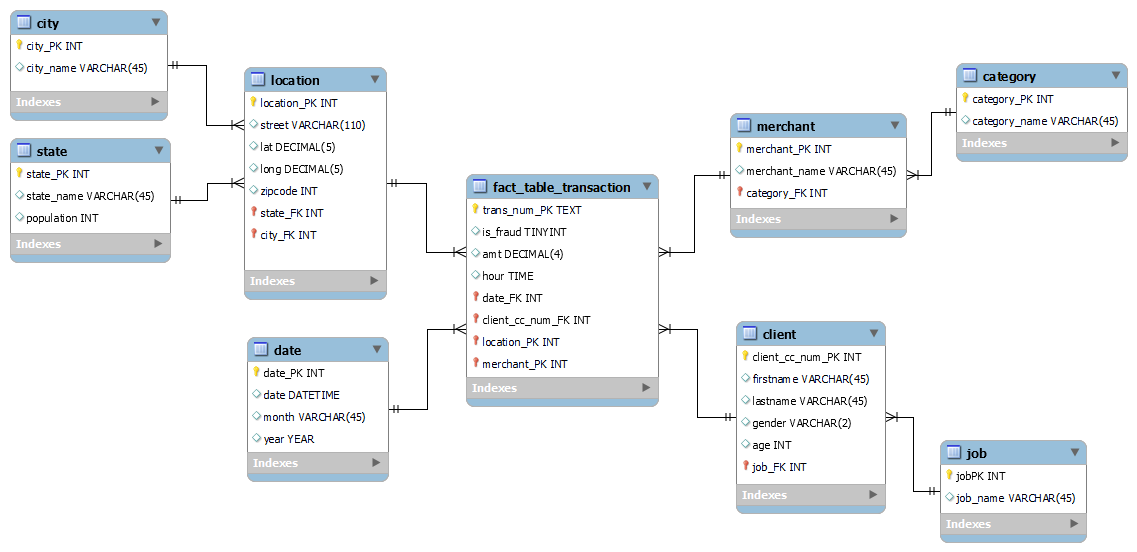 city
city_PK INT
city_name VARCHAR(45)
Indexes
state
state_PK INT
state_name VARCHAR(45)
population INT
Indexes
location
location_PK INT
street VARCHAR(110)
lat DECIMAL(5)
long DECIMAL(5)
zipcode INT
state_FK INT
city_FK INT
Indexes
date
date_PK INT
date DATETIME
month VARCHAR(45)
year YEAR
Indexes
fact_table_transaction
trans_num_PK TEXT
is_fraud TINYINT
amt DECIMAL(4)
hour TIME
date_FK INT
client_cc_num_FK INT
location_PK INT
merchant_PK INT
Indexes
merchant
merchant_PK INT
merchant_name VARCHAR(45)
category_FK INT
Indexes
category
category_PK INT
category_name VARCHAR(45)
Indexes
client
client_cc_num_PK INT
firstname VARCHAR(45)
lastname VARCHAR(45)
gender VARCHAR(2)
age INT
job_FK INT
Indexes
job
jobPK INT
job_name VARCHAR(45)
Indexes